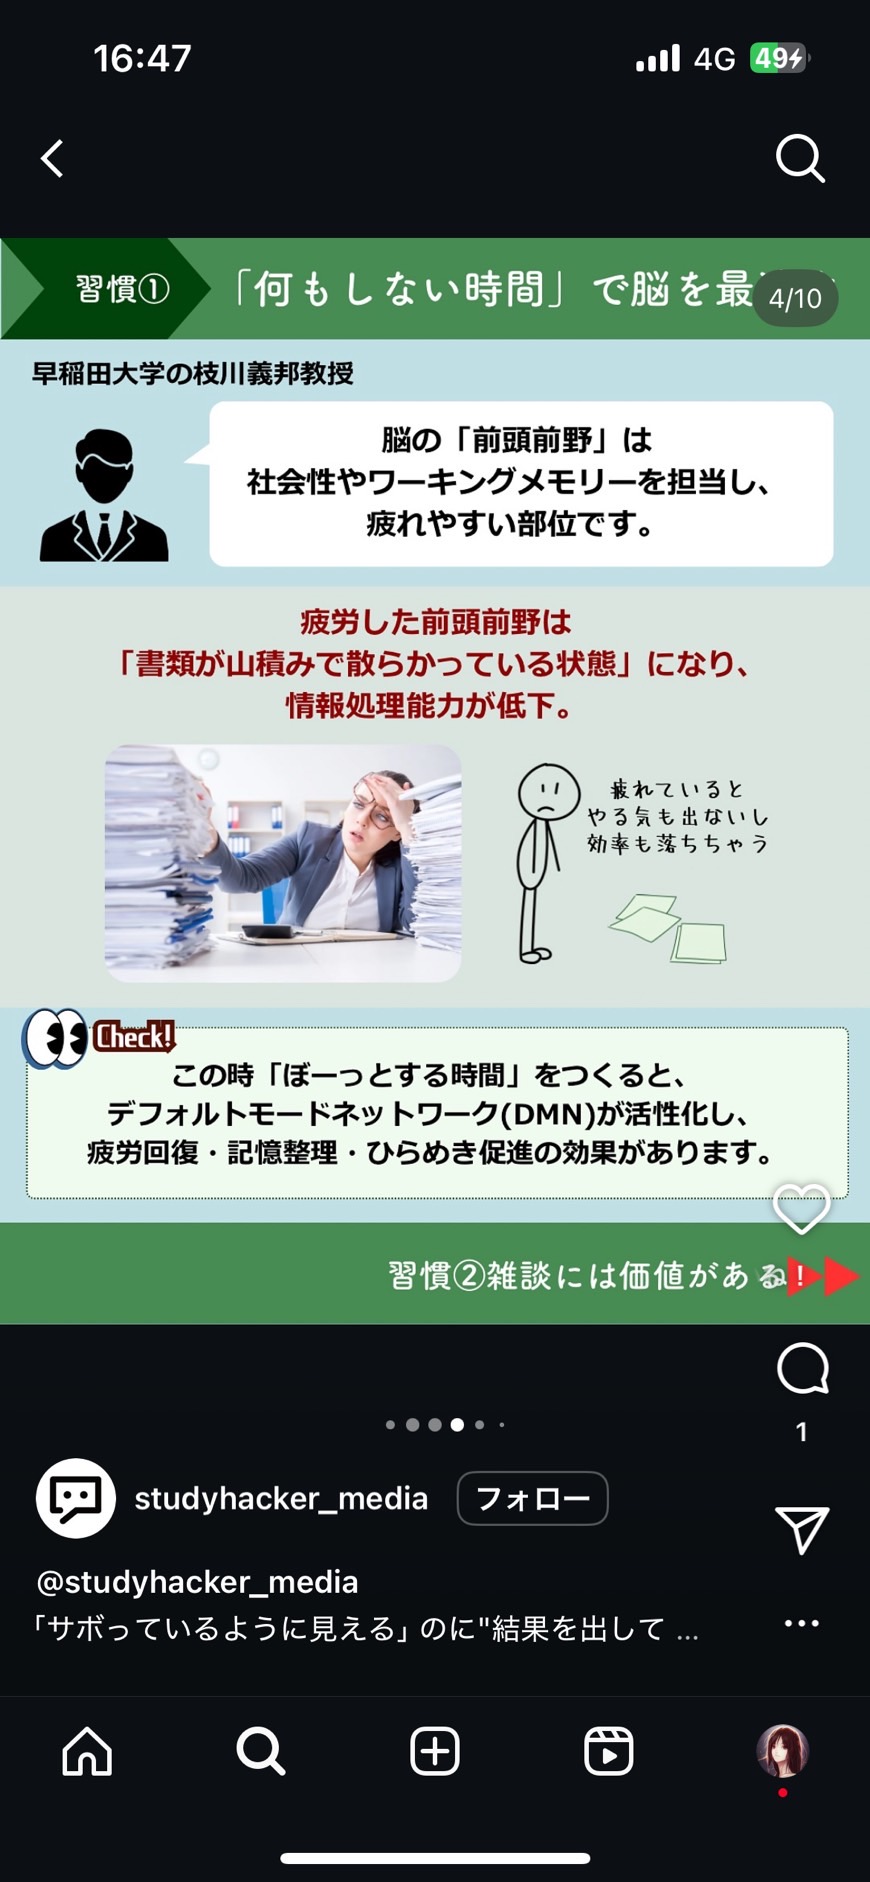 16:47
4G
49
習慣①
「何もしない時間」で脳を最
4/10
早稲田大学の枝川義邦教授
脳の「前頭前野」は
社会性やワーキングメモリーを担当し、
疲れやすい部位です。
疲労した前頭前野は
「書類が山積みで散らかっている状態」になり、
情報処理能力が低下。
疲れていると
やる気も出ないし
効率も落ちちゃう
Check!
この時「ぼーっとする時間」をつくると、
デフォルトモードネットワーク(DMN)が活性化し、
疲労回復・記憶整理・ひらめき促進の効果があります。
習慣②雑談には価値がある!
1
studyhacker_media
フォロー
@studyhacker_media
「サボっているように見える」のに"結果を出して ...